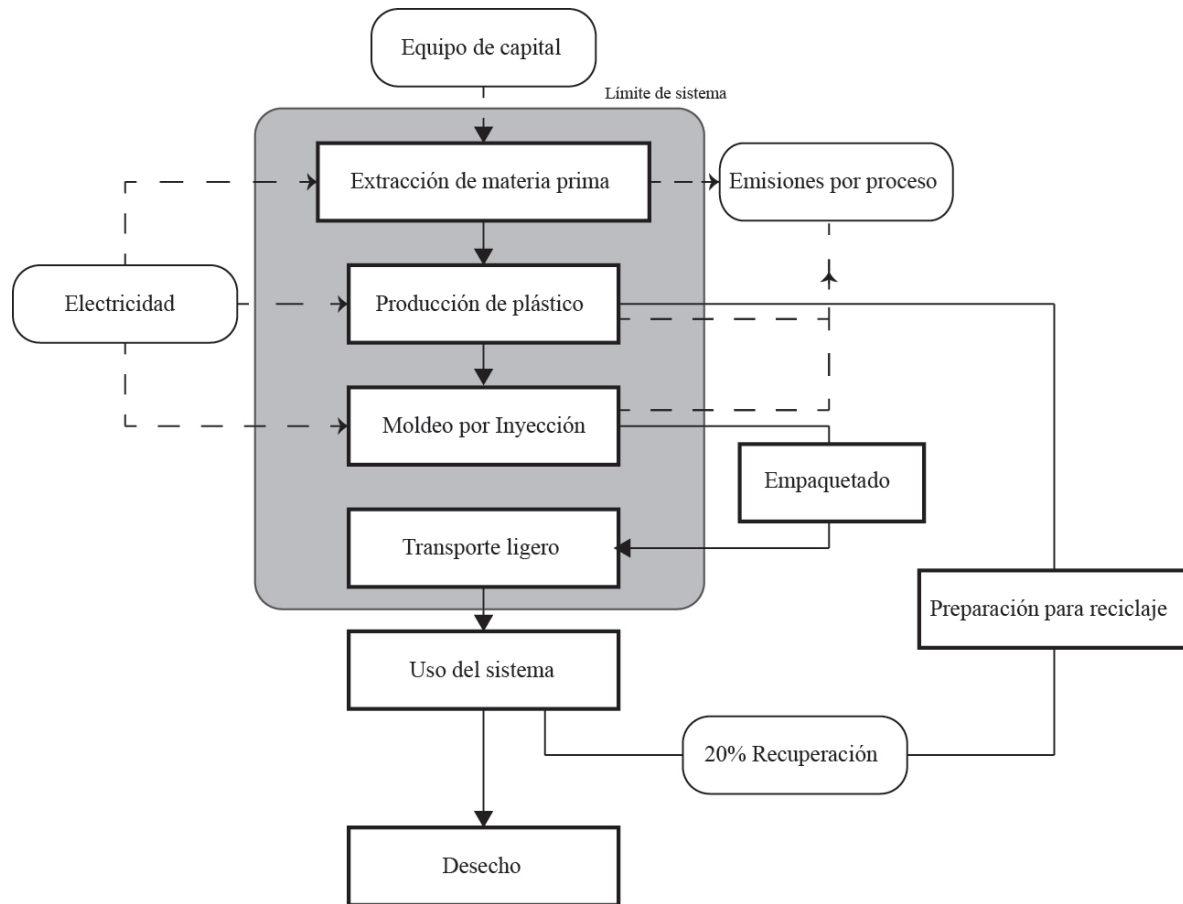 Equipo de capital
Límite de sistema
Extracción de materia prima
Emisiones por proceso
Electricidad
Producción de plástico
Moldeo por Inyección
Empaquetado
Transporte ligero
Preparación para reciclaje
Uso del sistema
20% Recuperación
Desecho